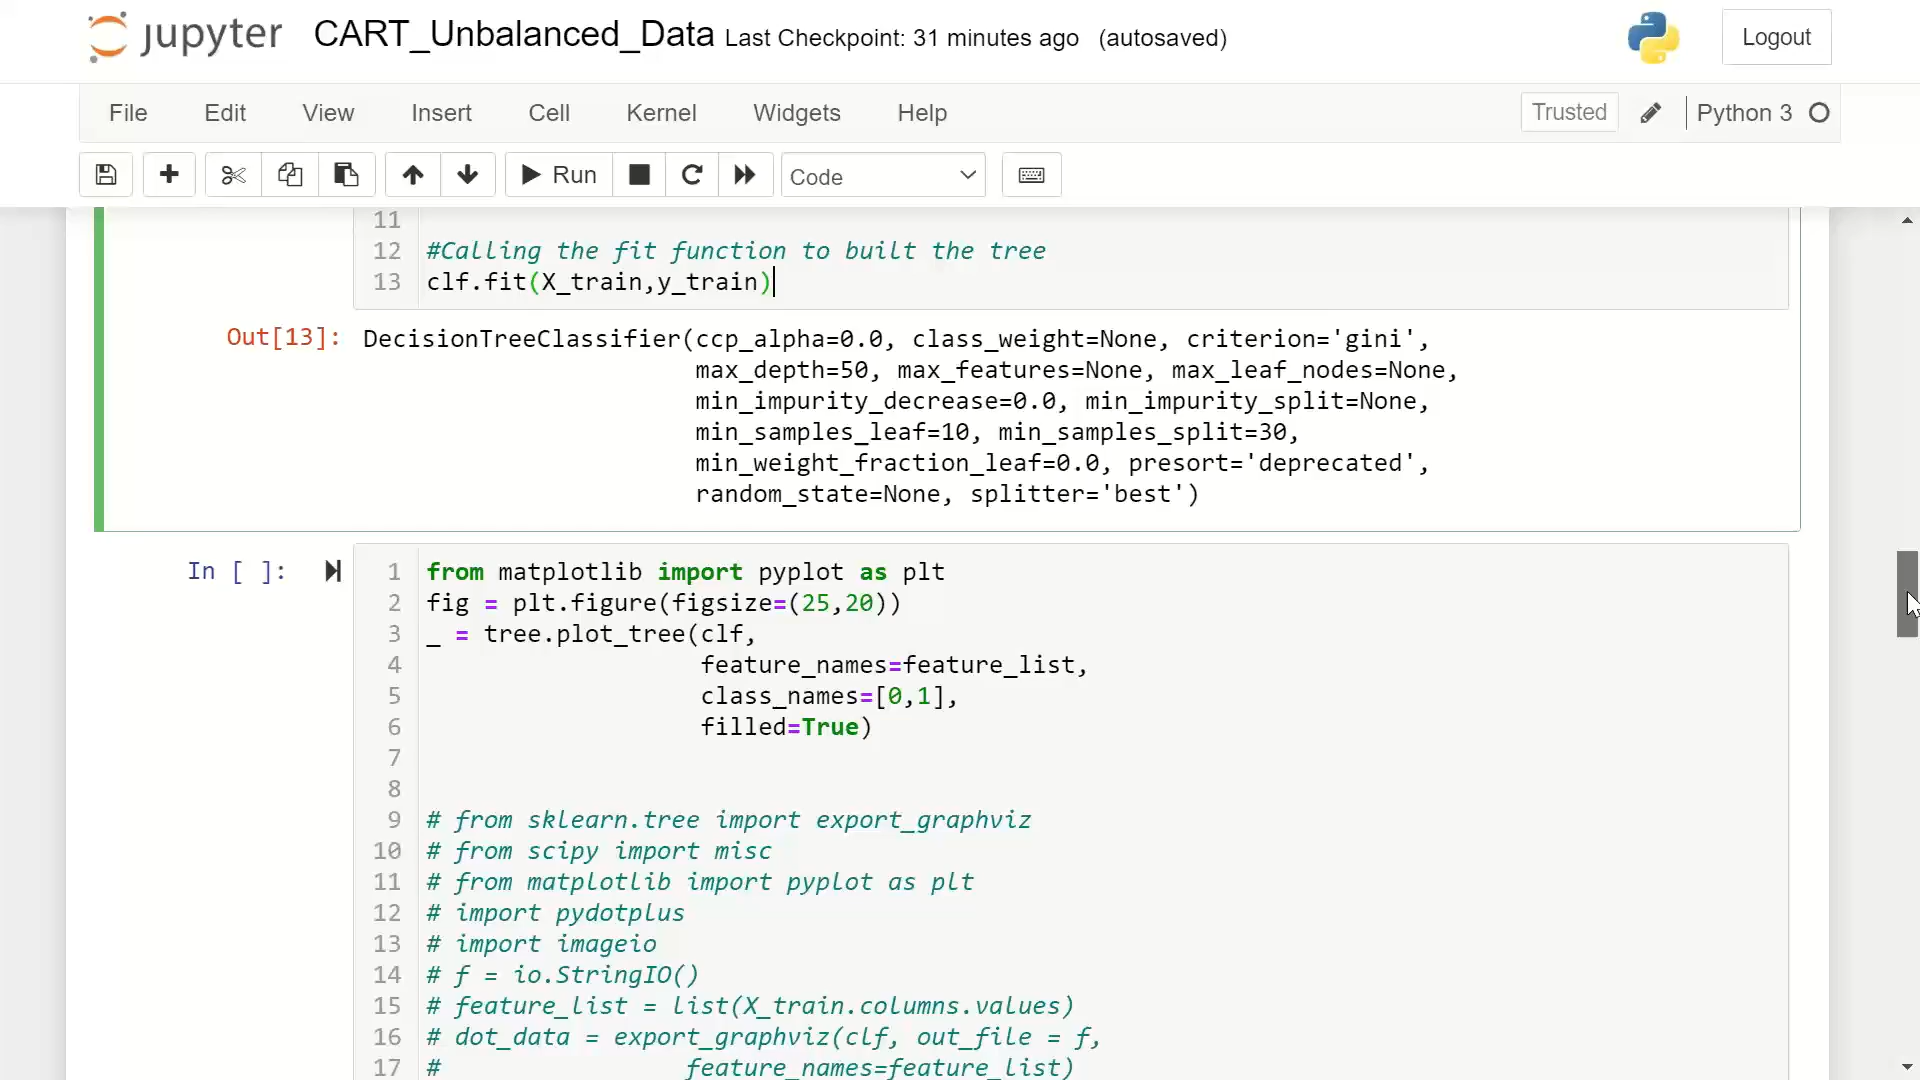 jupyter CART_Unbalanced_Data Last Checkpoint: 31 minutes ago (autosaved)
Logout
File Edit View Insert Cell Kernel Widgets Help
Trusted Python 3
Run Code
11
12 #Calling the fit function to built the tree
13 clf.fit(X_train,y_train)
Out[13]: DecisionTreeClassifier(ccp_alpha=0.0, class_weight=None, criterion='gini',
max_depth=50, max_features=None, max_leaf_nodes=None,
min_impurity_decrease=0.0, min_impurity_split=None,
min_samples_leaf=10, min_samples_split=30,
min_weight_fraction_leaf=0.0, presort='deprecated',
random_state=None, splitter='best')
In [ ]: 1 from matplotlib import pyplot as plt
2 fig = plt.figure(figsize=(25,20))
3 _ = tree.plot_tree(clf,
4 feature_names=feature_list,
5 class_names=[0,1],
6 filled=True)
7
8
9 # from sklearn.tree import export_graphviz
10 # from scipy import misc
11 # from matplotlib import pyplot as plt
12 # import pydotplus
13 # import imageio
14 # f = io.StringIO()
15 # feature_list = list(X_train.columns.values)
16 # dot_data = export_graphviz(clf, out_file = f,
17 # feature_names=feature_list)